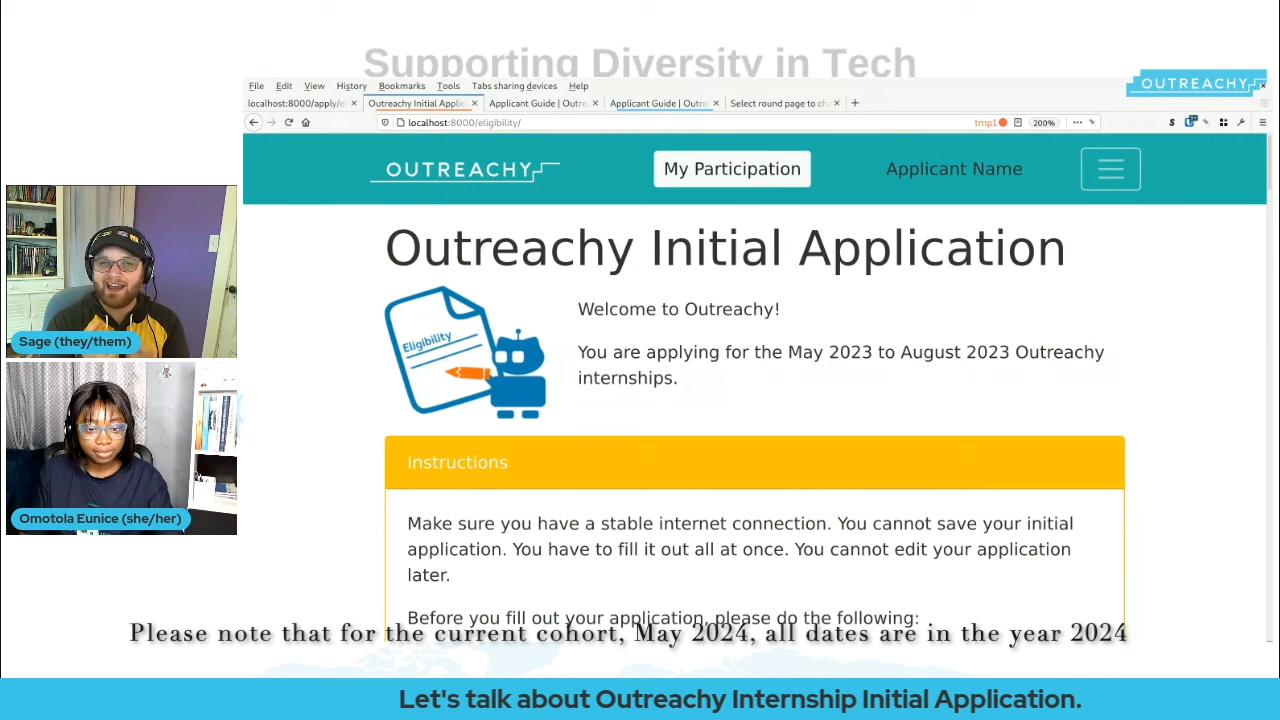 Supporting Diversity in Tech
File Edit View History Bookmarks Tools Tabs sharing devices Help
OUTREACHY
localhost:8000/apply/el
Outreachy Initial Applic
Applicant Guide | Outre
Applicant Guide | Outre
Select round page to ch
localhost:8000/eligibility/
tmp1
200%
OUTREACHY
My Participation
Applicant Name
Outreachy Initial Application
Eligibility
Welcome to Outreachy!
You are applying for the May 2023 to August 2023 Outreachy
internships.
Sage (they/them)
Omotola Eunice (she/her)
Instructions
Make sure you have a stable internet connection. You cannot save your initial
application. You have to fill it out all at once. You cannot edit your application
later.
Before you fill out your application, please do the following:
Please note that for the current cohort, May 2024, all dates are in the year 2024
Let's talk about Outreachy Internship Initial Application.